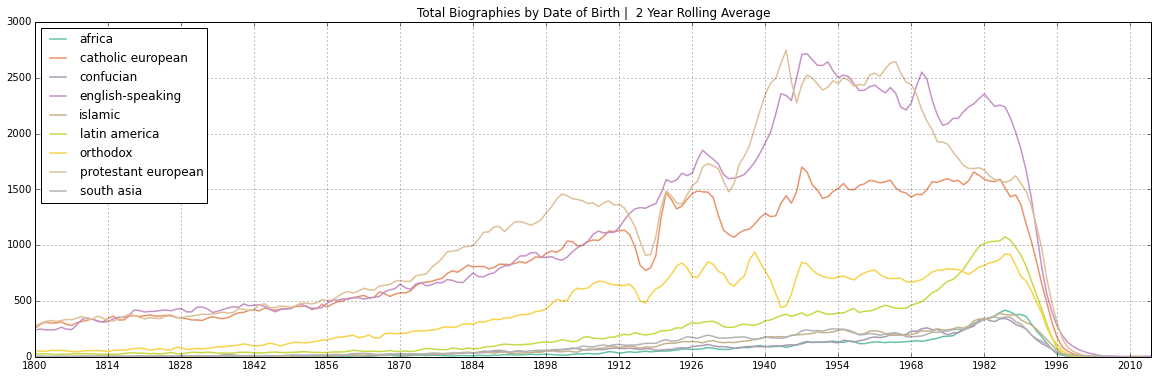 Total Biographies by Date of Birth | 2 Year Rolling Average
3000
2500
2000
1500
1000
500
0
africa
catholic european
confucian
english-speaking
islamic
latin america
orthodox
protestant european
south asia
1800 1814 1828 1842 1856 1870 1884 1898 1912 1926 1940 1954 1968 1982 1996 2010